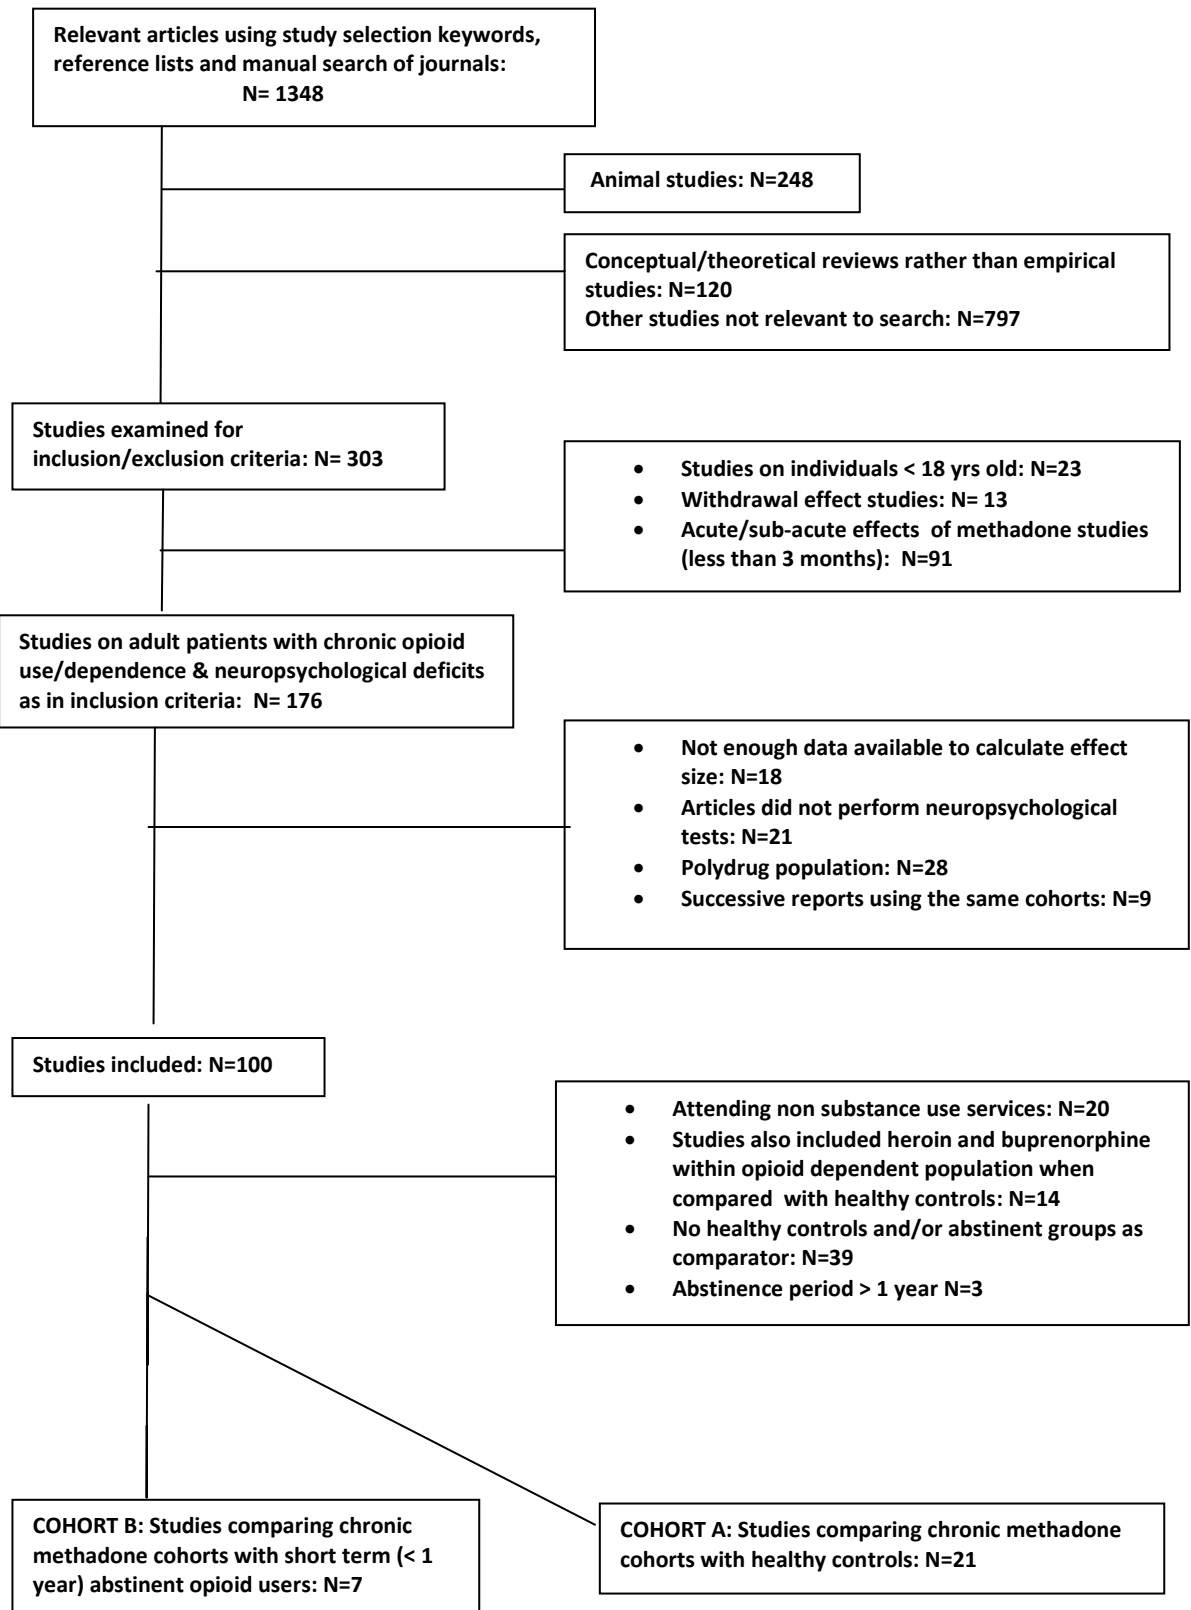 Relevant articles using study selection keywords,
reference lists and manual search of journals:
N= 1348
Animal studies: N=248
Conceptual/theoretical reviews rather than empirical
studies: N=120
Other studies not relevant to search: N=797
Studies examined for
inclusion/exclusion criteria: N= 303
• Studies on individuals < 18 yrs old: N=23
• Withdrawal effect studies: N= 13
• Acute/sub-acute effects of methadone studies
(less than 3 months): N=91
Studies on adult patients with chronic opioid
use/dependence & neuropsychological deficits
as in inclusion criteria: N= 176
• Not enough data available to calculate effect
size: N=18
• Articles did not perform neuropsychological
tests: N=21
• Polydrug population: N=28
• Successive reports using the same cohorts: N=9
Studies included: N=100
• Attending non substance use services: N=20
• Studies also included heroin and buprenorphine
within opioid dependent population when
compared with healthy controls: N=14
• No healthy controls and/or abstinent groups as
comparator: N=39
• Abstinence period > 1 year N=3
COHORT B: Studies comparing chronic
methadone cohorts with short term (< 1
year) abstinent opioid users: N=7
COHORT A: Studies comparing chronic methadone
cohorts with healthy controls: N=21